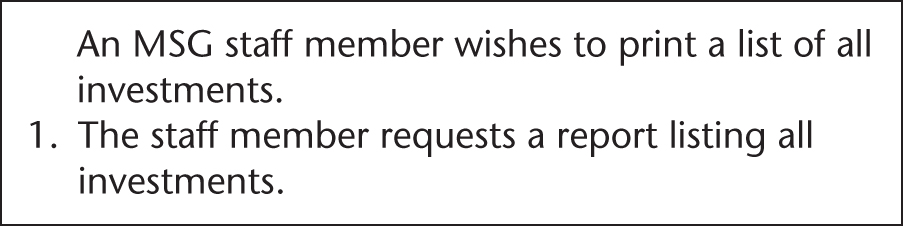 An MSG staff member wishes to print a list of all
investments.
1. The staff member requests a report listing all
investments.